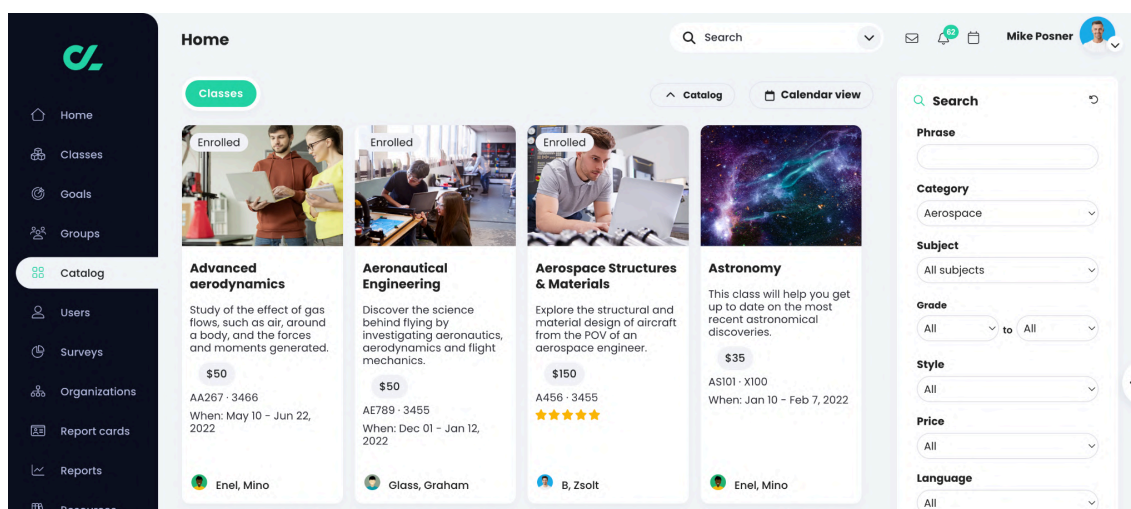 Home
Search
62
Mike Posner
Home
Classes
Goals
Groups
Catalog
Users
Surveys
Organizations
Report cards
Reports
Resources
Classes
Catalog
Calendar view
Enrolled
Advanced
aerodynamics
Study of the effect of gas
flows, such as air, around
a body, and the forces
and moments generated.
$50
AA267 · 3466
When: May 10 - Jun 22,
2022
Enel, Mino
Enrolled
Aeronautical
Engineering
Discover the science
behind flying by
investigating aeronautics,
aerodynamics and flight
mechanics.
$50
AE789 · 3455
When: Dec 01 - Jan 12,
2022
Glass, Graham
Enrolled
Aerospace Structures
& Materials
Explore the structural and
material design of aircraft
from the POV of an
aerospace engineer.
$150
A456 · 3455
B, Zsolt
Astronomy
This class will help you get
up to date on the most
recent astronomical
discoveries.
$35
AS101 · X100
When: Jan 10 - Feb 7, 2022
Enel, Mino
Search
Phrase
Category
Aerospace
Subject
All subjects
Grade
All to All
Style
All
Price
All
Language
All